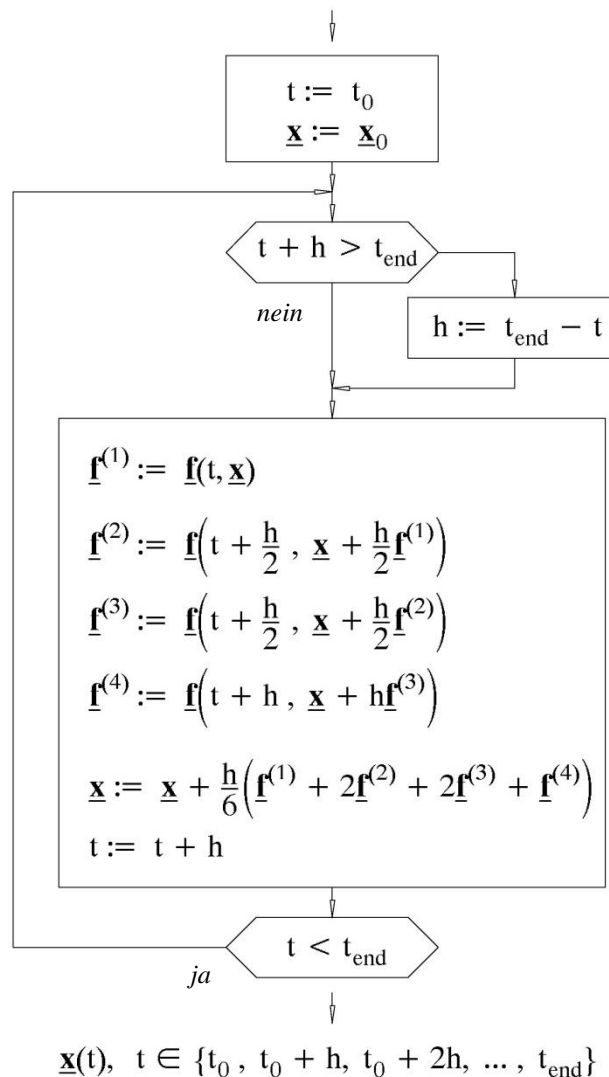 t := t₀
x := x₀
t + h > t_end
nein
h := t_end − t
f⁽¹⁾ := f(t, x)
f⁽²⁾ := f(t + h/2 , x + h/2 f⁽¹⁾)
f⁽³⁾ := f(t + h/2 , x + h/2 f⁽²⁾)
f⁽⁴⁾ := f(t + h , x + hf⁽³⁾)
x := x + h/6 (f⁽¹⁾ + 2f⁽²⁾ + 2f⁽³⁾ + f⁽⁴⁾)
t := t + h
t < t_end
ja
x(t), t ∈ {t₀ , t₀ + h, t₀ + 2h, ... , t_end}